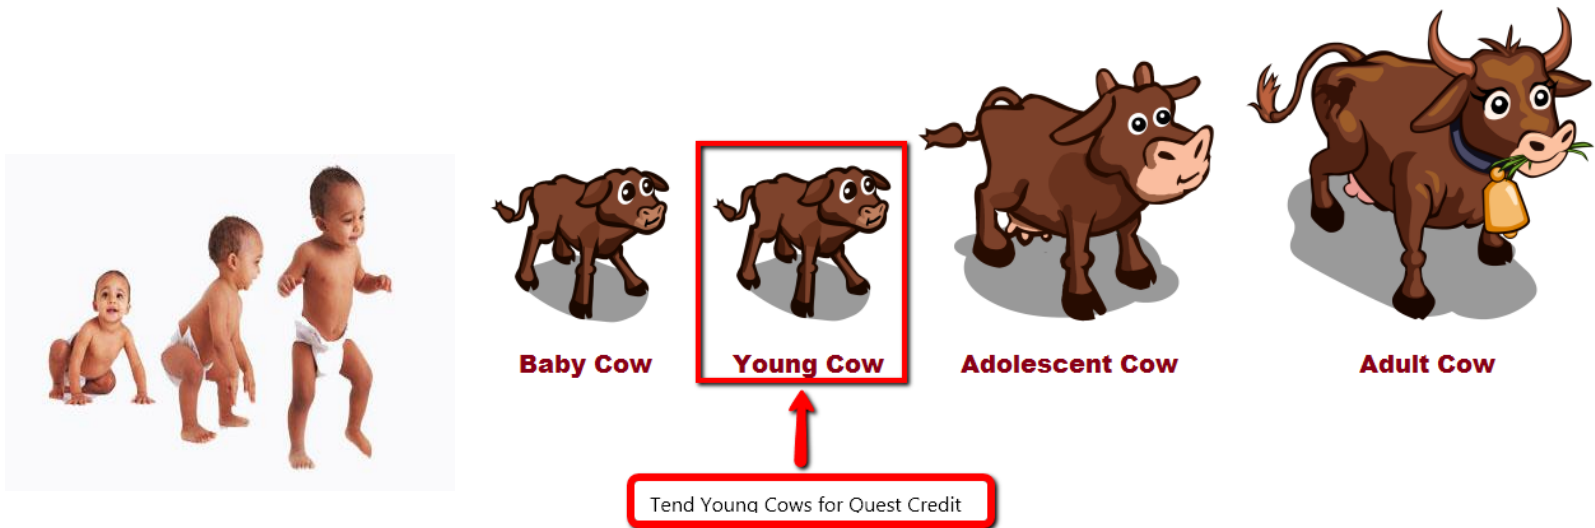 Baby Cow
Young Cow
Adolescent Cow
Adult Cow
Tend Young Cows for Quest Credit